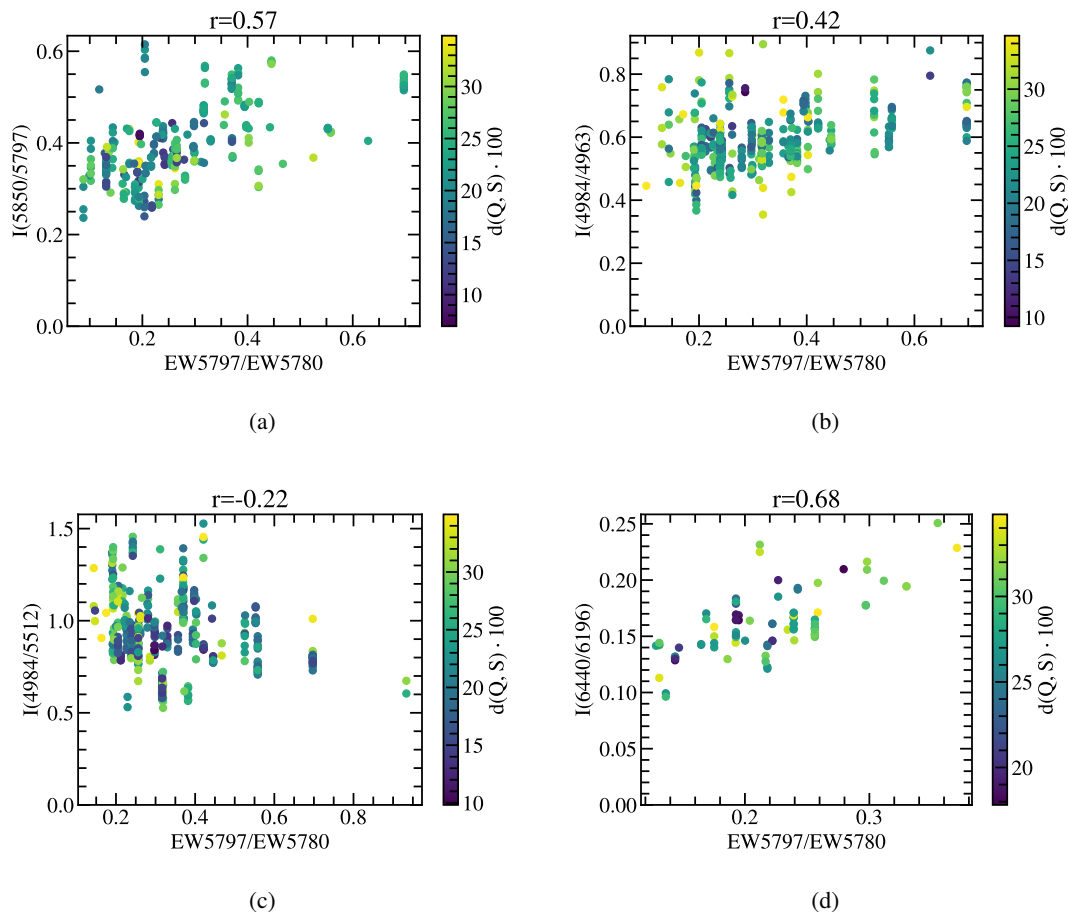 r=0.57
r=0.42
0.6
0.4
0.2
0.0
I(5850/5797)
0.2
0.4
0.6
EW5797/EW5780
30
25
20
15
10
d(Q, S) · 100
0.8
0.6
0.4
0.2
0.0
I(4984/4963)
0.2
0.4
0.6
EW5797/EW5780
30
25
20
15
10
d(Q, S) · 100
(a)
(b)
r=-0.22
r=0.68
1.5
1.0
0.5
0.0
I(4984/5512)
0.2
0.4
0.6
0.8
EW5797/EW5780
30
25
20
15
10
d(Q, S) · 100
0.25
0.20
0.15
0.10
0.05
0.00
I(6440/6196)
0.2
0.3
EW5797/EW5780
30
25
20
d(Q, S) · 100
(c)
(d)